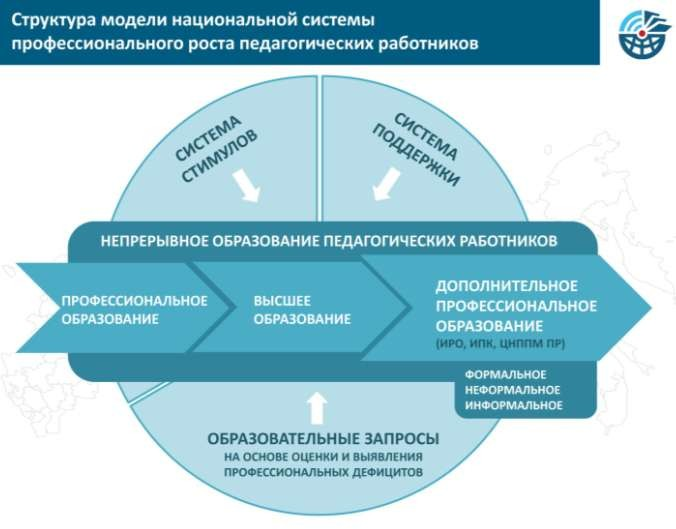 Структура модели национальной системы
профессионального роста педагогических работников
СИСТЕМА
СТИМУЛОВ
СИСТЕМА
ПОДДЕРЖКИ
НЕПРЕРЫВНОЕ ОБРАЗОВАНИЕ ПЕДАГОГИЧЕСКИХ РАБОТНИКОВ
ПРОФЕССИОНАЛЬНОЕ
ОБРАЗОВАНИЕ
ВЫСШЕЕ
ОБРАЗОВАНИЕ
ДОПОЛНИТЕЛЬНОЕ
ПРОФЕССИОНАЛЬНОЕ
ОБРАЗОВАНИЕ
(ИРО, ИПК, ЦНППМ ПР)
ФОРМАЛЬНОЕ
НЕФОРМАЛЬНОЕ
ИНФОРМАЛЬНОЕ
ОБРАЗОВАТЕЛЬНЫЕ ЗАПРОСЫ
НА ОСНОВЕ ОЦЕНКИ И ВЫЯВЛЕНИЯ
ПРОФЕССИОНАЛЬНЫХ ДЕФИЦИТОВ